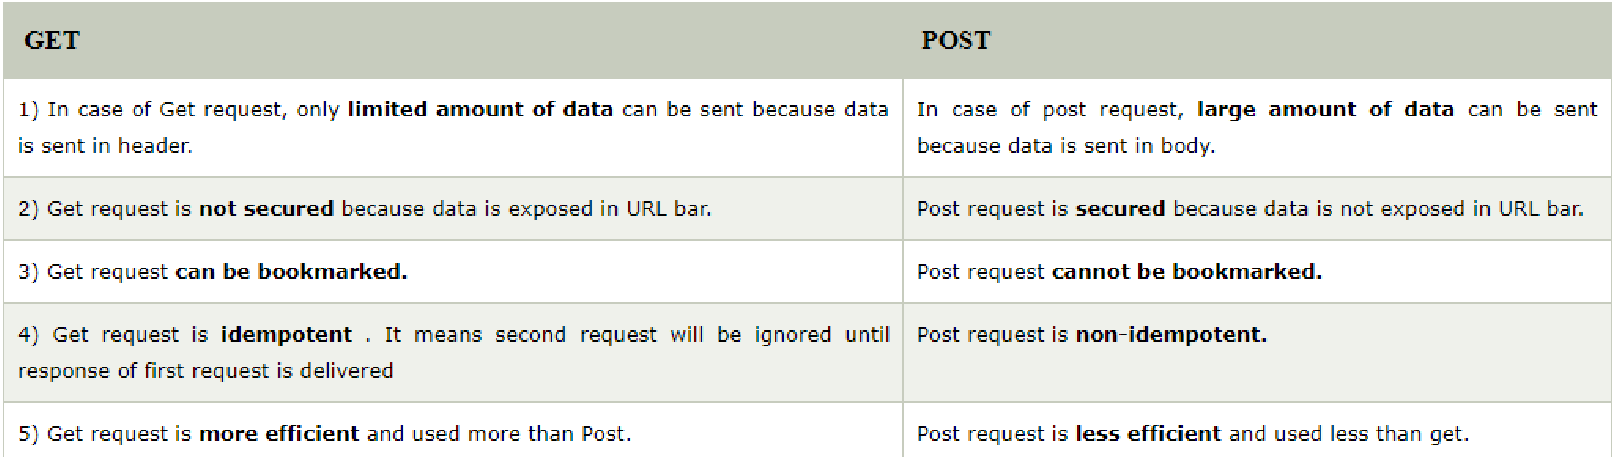 GET
POST
1) In case of Get request, only limited amount of data can be sent because data
is sent in header.
In case of post request, large amount of data can be sent
because data is sent in body.
2) Get request is not secured because data is exposed in URL bar.
Post request is secured because data is not exposed in URL bar.
3) Get request can be bookmarked.
Post request cannot be bookmarked.
4) Get request is idempotent . It means second request will be ignored until
response of first request is delivered
Post request is non-idempotent.
5) Get request is more efficient and used more than Post.
Post request is less efficient and used less than get.